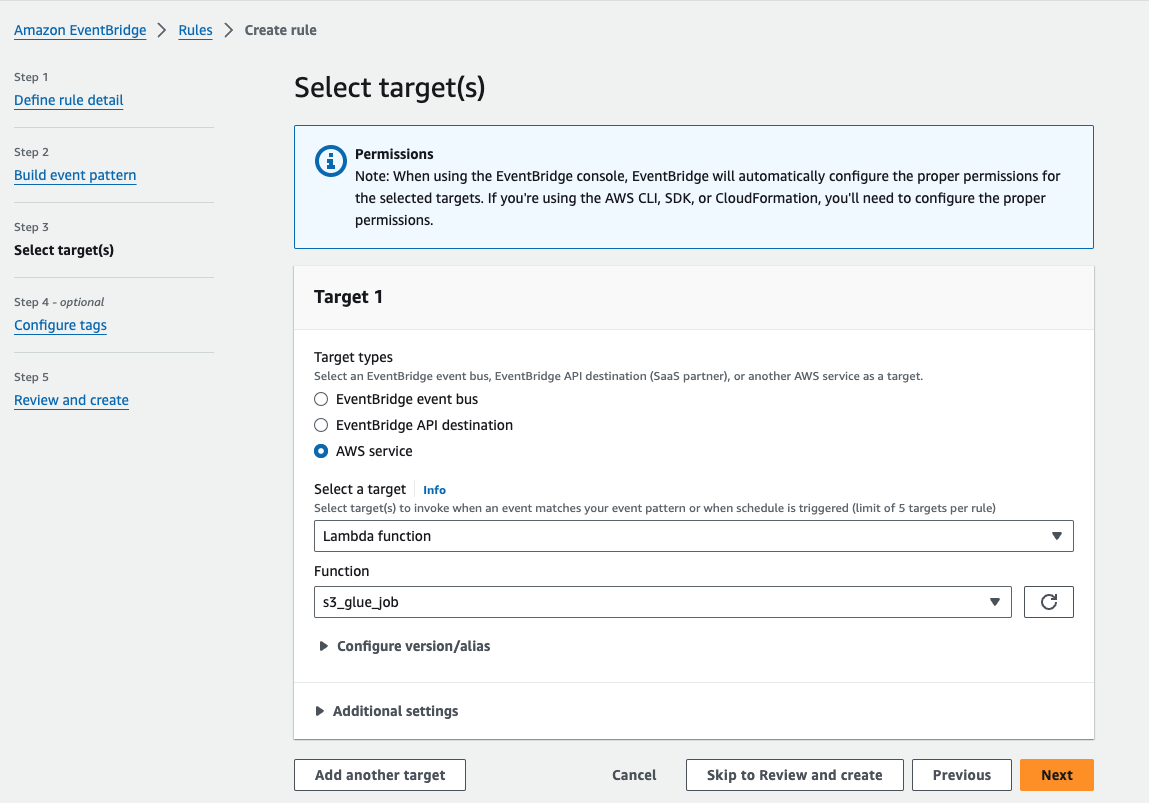 Amazon EventBridge > Rules > Create rule
Step 1
Define rule detail
Step 2
Build event pattern
Step 3
Select target(s)
Step 4 - optional
Configure tags
Step 5
Review and create
Select target(s)
Permissions
Note: When using the EventBridge console, EventBridge will automatically configure the proper permissions for
the selected targets. If you're using the AWS CLI, SDK, or CloudFormation, you'll need to configure the proper
permissions.
Target 1
Target types
Select an EventBridge event bus, EventBridge API destination (SaaS partner), or another AWS service as a target.
EventBridge event bus
EventBridge API destination
AWS service
Select a target Info
Select target(s) to invoke when an event matches your event pattern or when schedule is triggered (limit of 5 targets per rule)
Lambda function
Function
s3_glue_job
Configure version/alias
Additional settings
Add another target Cancel Skip to Review and create Previous Next